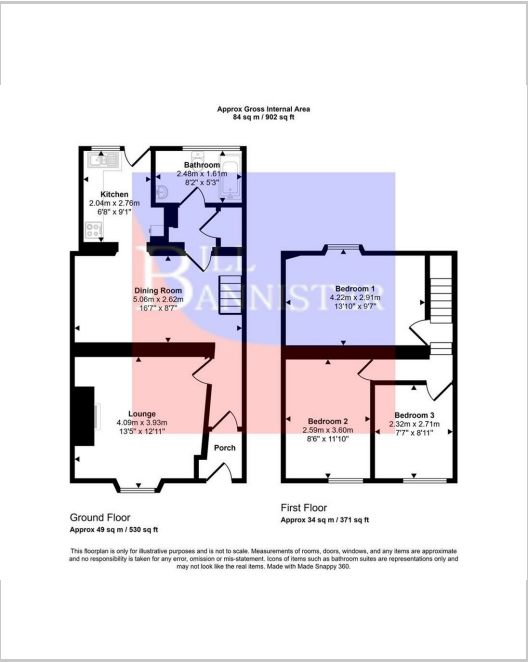 Approx Gross Internal Area
84 sq m / 902 sq ft
Bathroom
2.48m x 1.61m
8'2" x 5'3"
Kitchen
2.04m x 2.76m
6'8" x 9'1"
BILL
BANNISTER
Dining Room
5.06m x 2.62m
16'7" x 8'7"
Bedroom 1
4.22m x 2.91m
13'10" x 9'7"
Lounge
4.09m x 3.93m
13'5" x 12'11"
Porch
Bedroom 2
2.59m x 3.60m
8'6" x 11'10"
Bedroom 3
2.32m x 2.71m
7'7" x 8'11"
Ground Floor
Approx 49 sq m / 530 sq ft
First Floor
Approx 34 sq m / 371 sq ft
This floorplan is only for illustrative purposes and is not to scale. Measurements of rooms, doors, windows, and any items are approximate
and no responsibility is taken for any error, omission or mis-statement. Icons of items such as bathroom suites are representations only and
may not look like the real items. Made with Made Snappy 360.